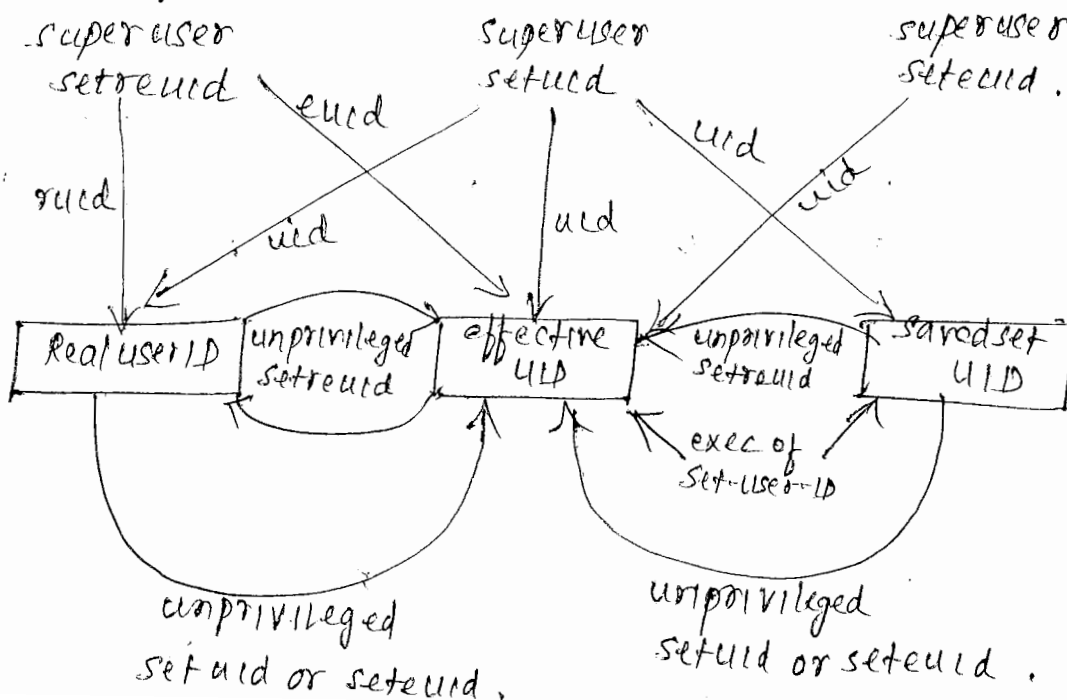 superuser
setreuid
superuser
setuid
superuser
seteuid.
euid
uid
uid
ruid
uid
uid
Real user ID
unprivileged
setreuid
effective
UID
unprivileged
setreuid
saved set
UID
exec of
set-user-ID
unprivileged
setuid or seteuid.
unprivileged
setuid or seteuid.